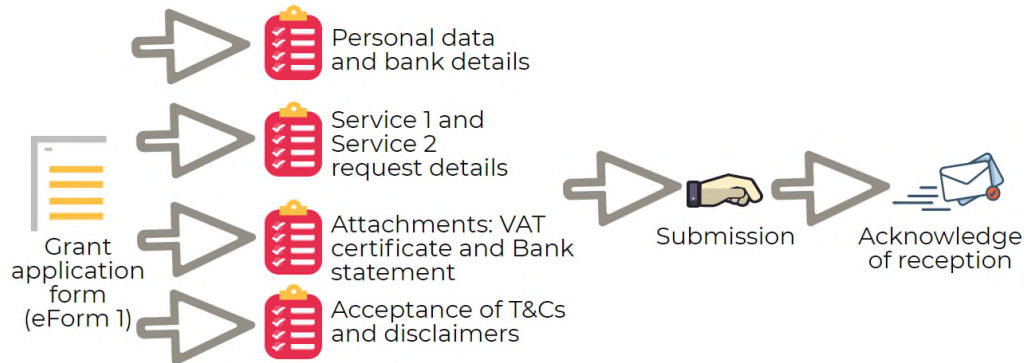 Personal data
and bank details
Service 1 and
Service 2
request details
Grant
application
form
(eForm 1)
Attachments: VAT
certificate and Bank
statement
Acceptance of T&Cs
and disclaimers
Submission
Acknowledge
of reception